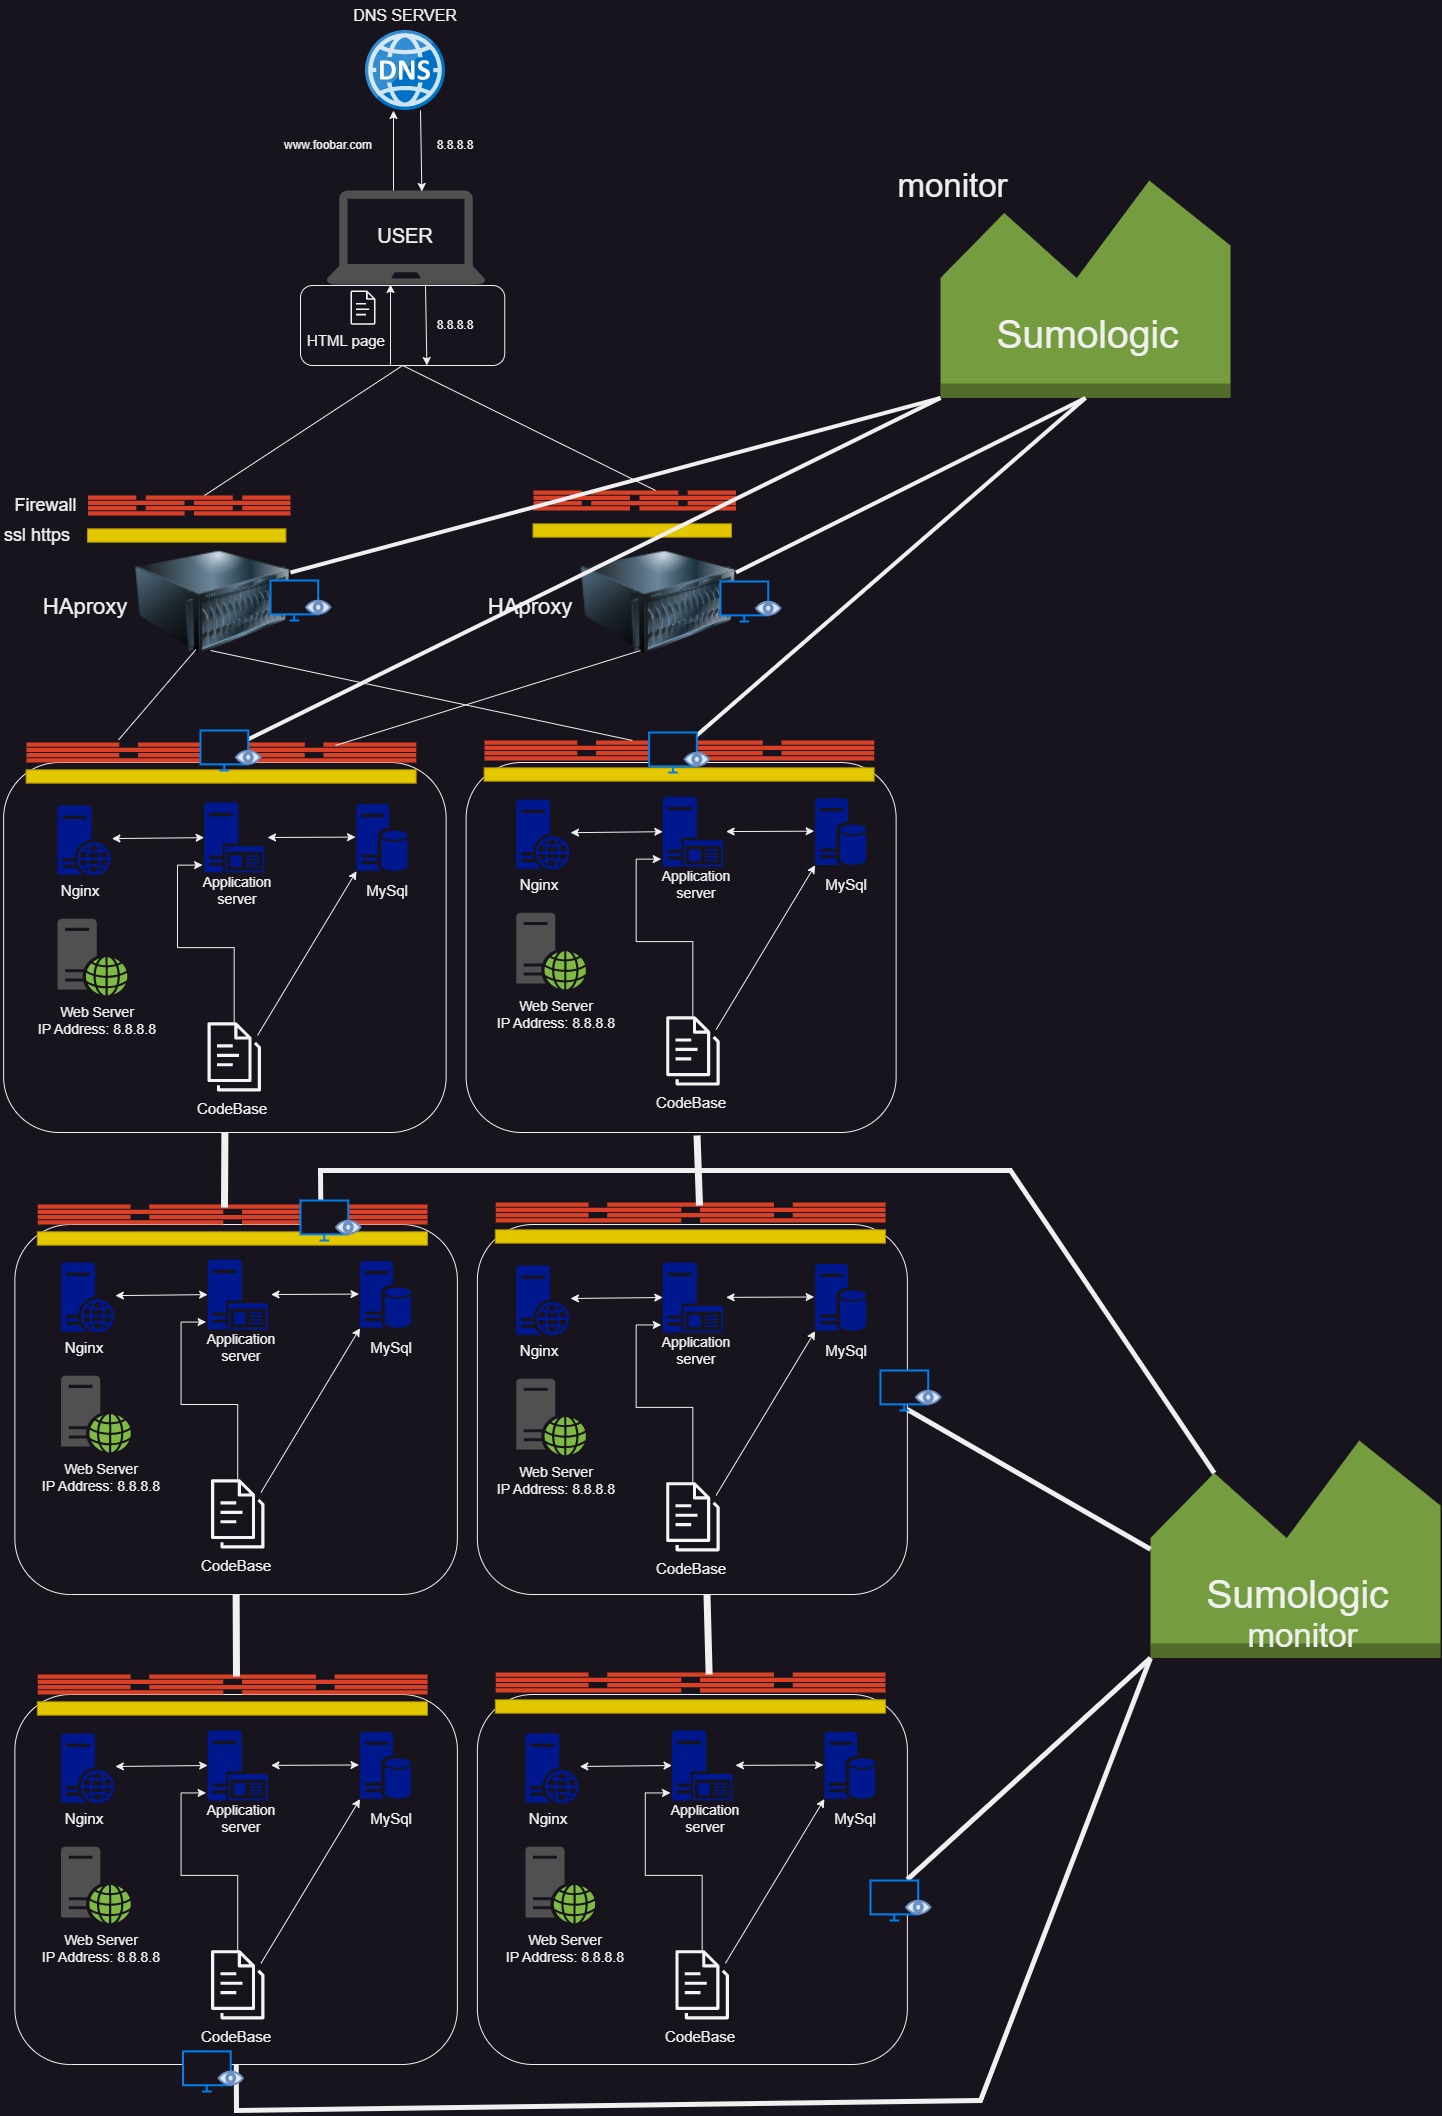 DNS SERVER
DNS
www.foobar.com
8.8.8.8
monitor
USER
HTML page
8.8.8.8
Sumologic
Firewall
ssl https
HAproxy
HAproxy
Nginx
Application
server
MySql
Web Server
IP Address: 8.8.8.8
CodeBase
Nginx
Application
server
MySql
Web Server
IP Address: 8.8.8.8
CodeBase
Nginx
Application
server
MySql
Web Server
IP Address: 8.8.8.8
CodeBase
Nginx
Application
server
MySql
Web Server
IP Address: 8.8.8.8
CodeBase
Sumologic
monitor
Nginx
Application
server
MySql
Web Server
IP Address: 8.8.8.8
CodeBase
Nginx
Application
server
MySql
Web Server
IP Address: 8.8.8.8
CodeBase